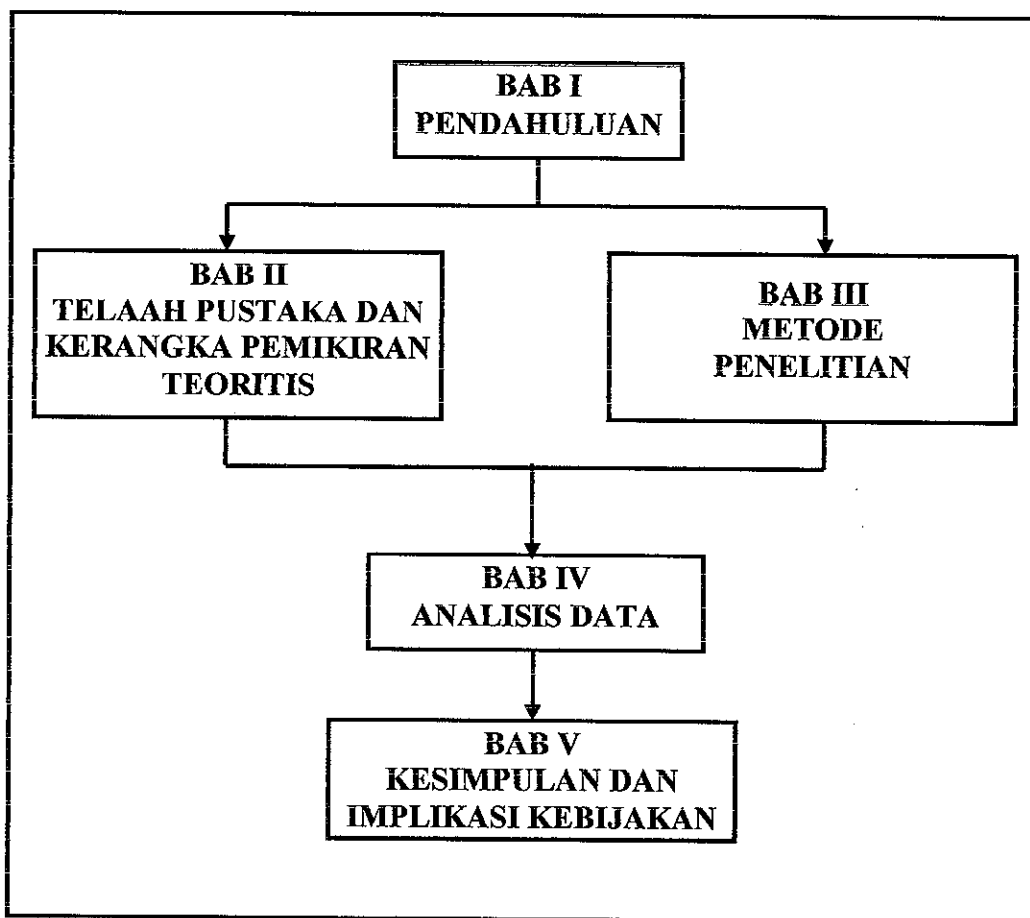 BAB I
PENDAHULUAN
BAB II
TELAAH PUSTAKA DAN
KERANGKA PEMIKIRAN
TEORITIS
BAB III
METODE
PENELITIAN
BAB IV
ANALISIS DATA
BAB V
KESIMPULAN DAN
IMPLIKASI KEBIJAKAN